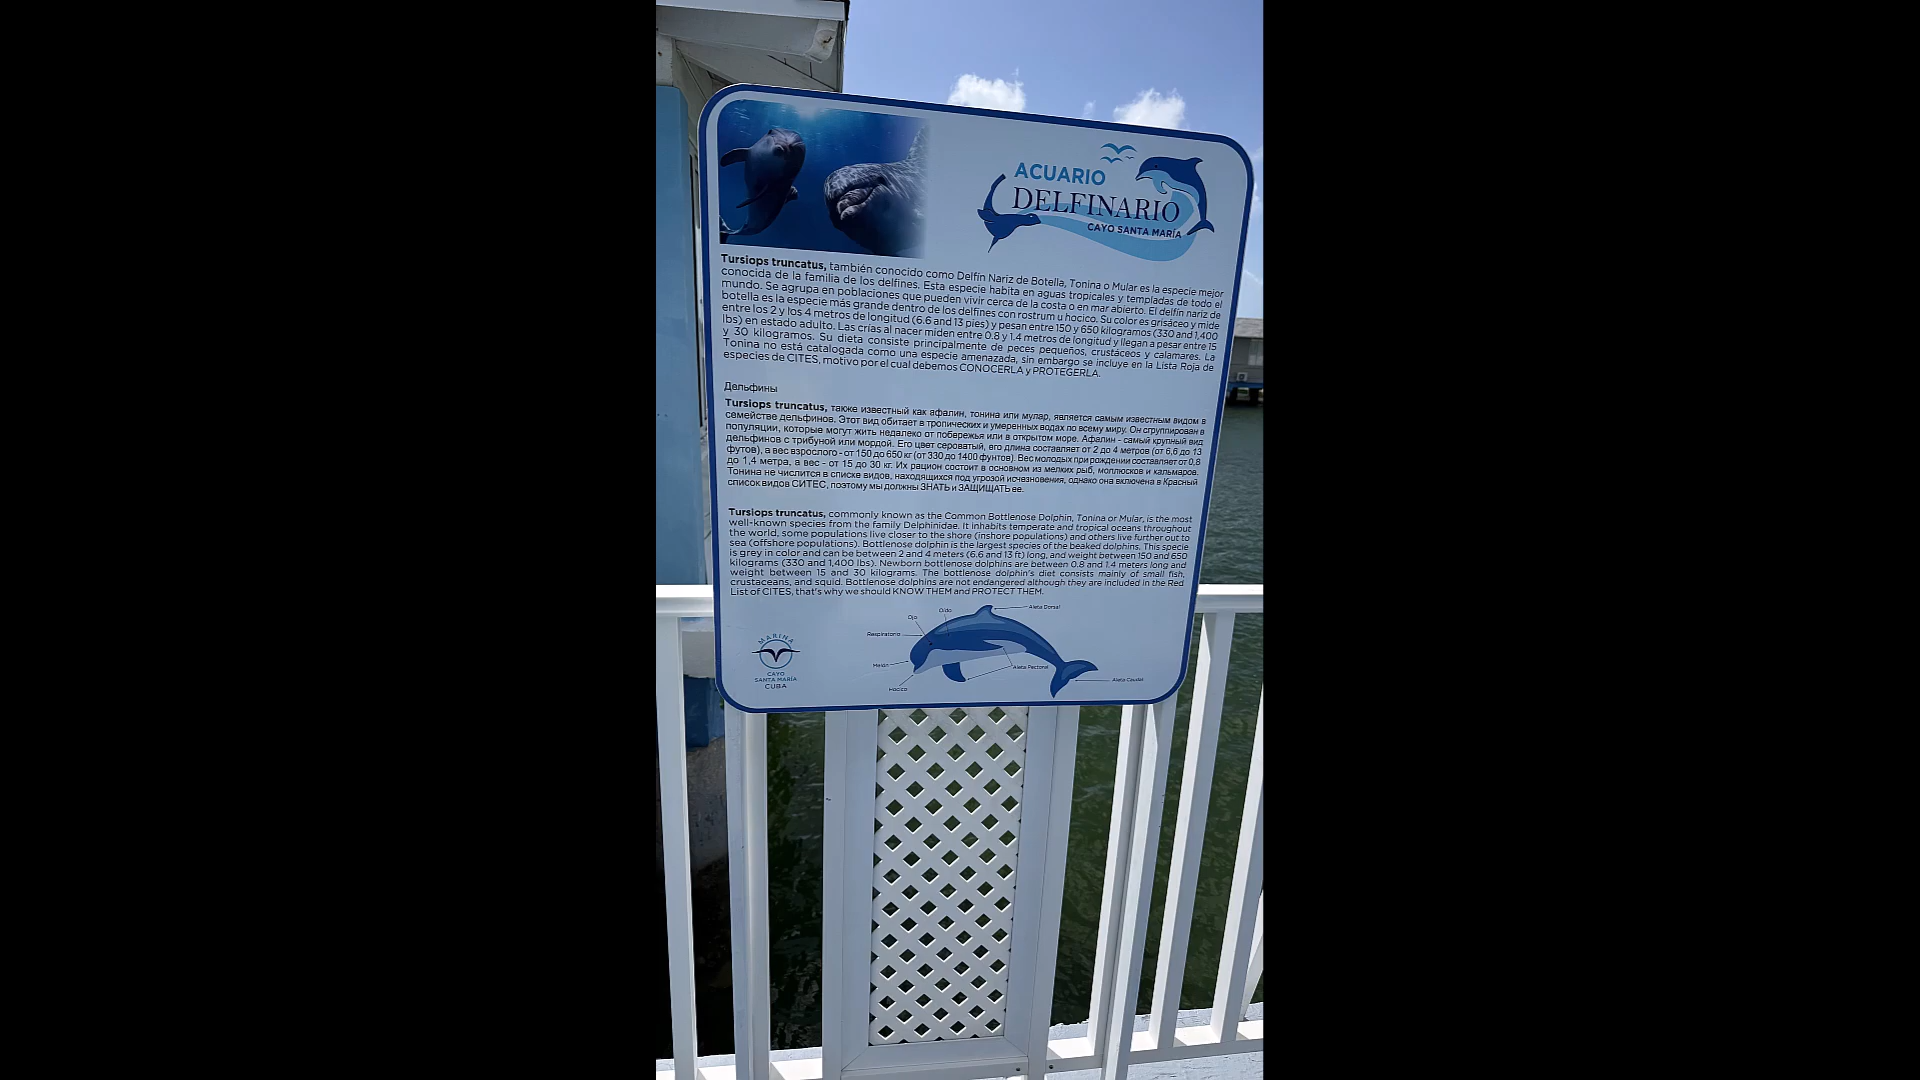 ACUARIO
DELFINARIO
CAYO SANTA MARÍA
Tursiops truncatus, también conocido como Delfín Nariz de Botella, Tonina o Mular es la especie mejor
conocida de la familia de los delfines. Esta especie habita en aguas tropicales y templadas de todo el
mundo. Se agrupa en poblaciones que pueden vivir cerca de la costa o en mar abierto. El delfín nariz de
botella es la especie más grande dentro de los delfines con rostrum u hocico. Su color es grisáceo y mide
entre los 2 y los 4 metros de longitud (6.6 and 13 pies) y pesan entre 150 y 650 kilogramos (330 and 1,400
lbs) en estado adulto. Las crías al nacer miden entre 0.8 y 1.4 metros de longitud y llegan a pesar entre 15
y 30 kilogramos. Su dieta consiste principalmente de peces pequeños, crustáceos y calamares. La
Tonina no está catalogada como una especie amenazada, sin embargo se incluye en la Lista Roja de
especies de CITES, motivo por el cual debemos CONOCERLA y PROTEGERLA.
Дельфины
Tursiops truncatus, также известный как афалин, тонина или мулар, является самым известным видом в
семействе дельфинов. Этот вид обитает в тропических и умеренных водах по всему миру. Он сгруппирован в
популяции, которые могут жить недалеко от побережья или в открытом море. Афалин - самый крупный вид
дельфинов с трибуной или мордой. Его цвет сероватый, его длина составляет от 2 до 4 метров (от 6,6 до 13
футов), а вес взрослого - от 150 до 650 кг (от 330 до 1400 фунтов). Вес молодых при рождении составляет от 0,8
до 1,4 метра, а вес - от 15 до 30 кг. Их рацион состоит в основном из мелких рыб, моллюсков и кальмаров.
Тонина не числится в списке видов, находящихся под угрозой исчезновения, однако она включена в Красный
список видов СИТЕС, поэтому мы должны ЗНАТЬ и ЗАЩИЩАТЬ ее.
Tursiops truncatus, commonly known as the Common Bottlenose Dolphin, Tonina or Mular, is the most
well-known species from the family Delphinidae. It inhabits temperate and tropical oceans throughout
the world, some populations live closer to the shore (inshore populations) and others live further out to
sea (offshore populations). Bottlenose dolphin is the largest species of the beaked dolphins. This specie
is grey in color and can be between 2 and 4 meters (6.6 and 13 ft) long, and weight between 150 and 650
kilograms (330 and 1,400 lbs). Newborn bottlenose dolphins are between 0.8 and 1.4 meters long and
weight between 15 and 30 kilograms. The bottlenose dolphin's diet consists mainly of small fish,
crustaceans, and squid. Bottlenose dolphins are not endangered although they are included in the Red
List of CITES, that's why we should KNOW THEM and PROTECT THEM.
Aleta Dorsal
Oído
Ojo
Respiratorio
Melón
Hocico
Aleta Pectoral
Aleta Caudal
MARINA
CAYO
SANTA MARÍA
CUBA